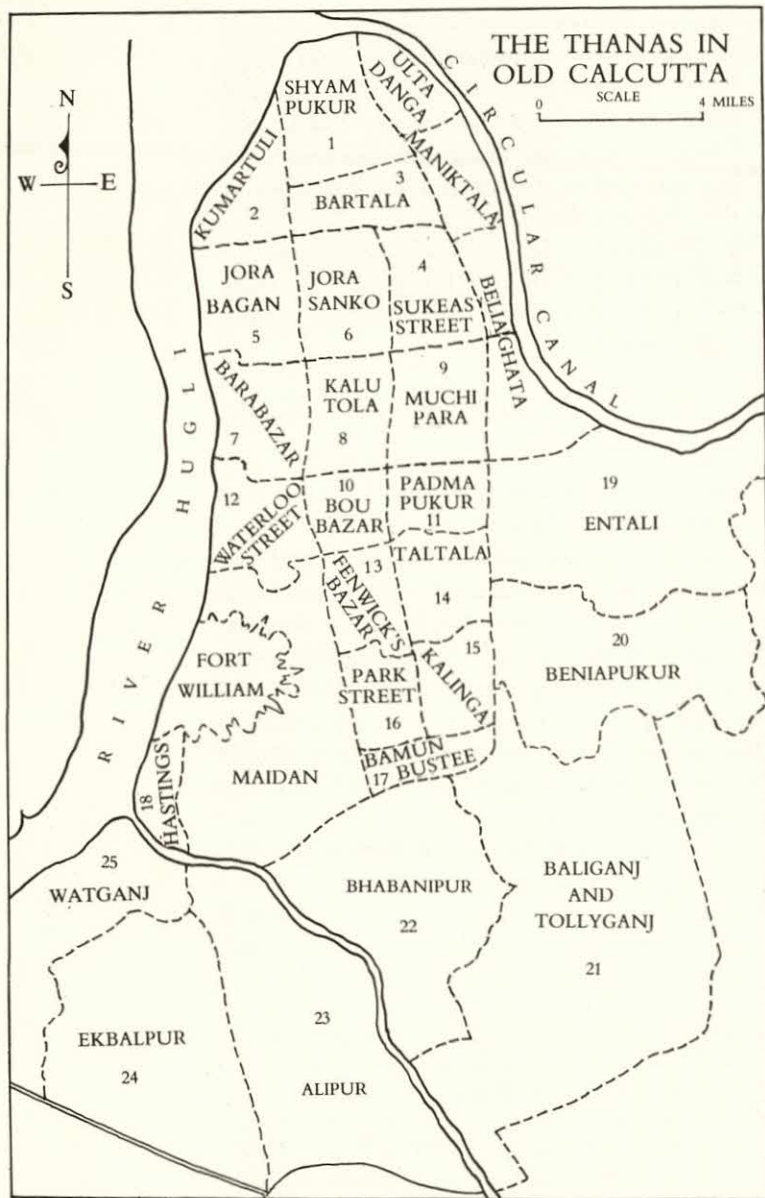 THE THANAS IN
OLD CALCUTTA
SCALE
0 4 MILES
N
W E
S
SHYAM
PUKUR
1
ULTA
DANGA
CIRCULAR CANAL
MANIKTALA
KUMARTULI
2
3
BARTALA
JORA
BAGAN
5
JORA
SANKO
6
4
SUKEAS
STREET
BELIAGHATA
RIVER HUGLI
BARABAZAR
7
KALU
TOLA
8
9
MUCHI
PARA
12
WATERLOO
STREET
10
BOU
BAZAR
PADMA
PUKUR
11
19
ENTALI
13
FENWICK'S
BAZAR
TALTALA
14
FORT
WILLIAM
PARK
STREET
16
15
KALINGA
20
BENIAPUKUR
18
HASTINGS
MAIDAN
BAMUN
17 BUSTEE
25
WATGANJ
BHABANIPUR
22
BALIGANJ
AND
TOLLYGANJ
21
EKBALPUR
24
23
ALIPUR